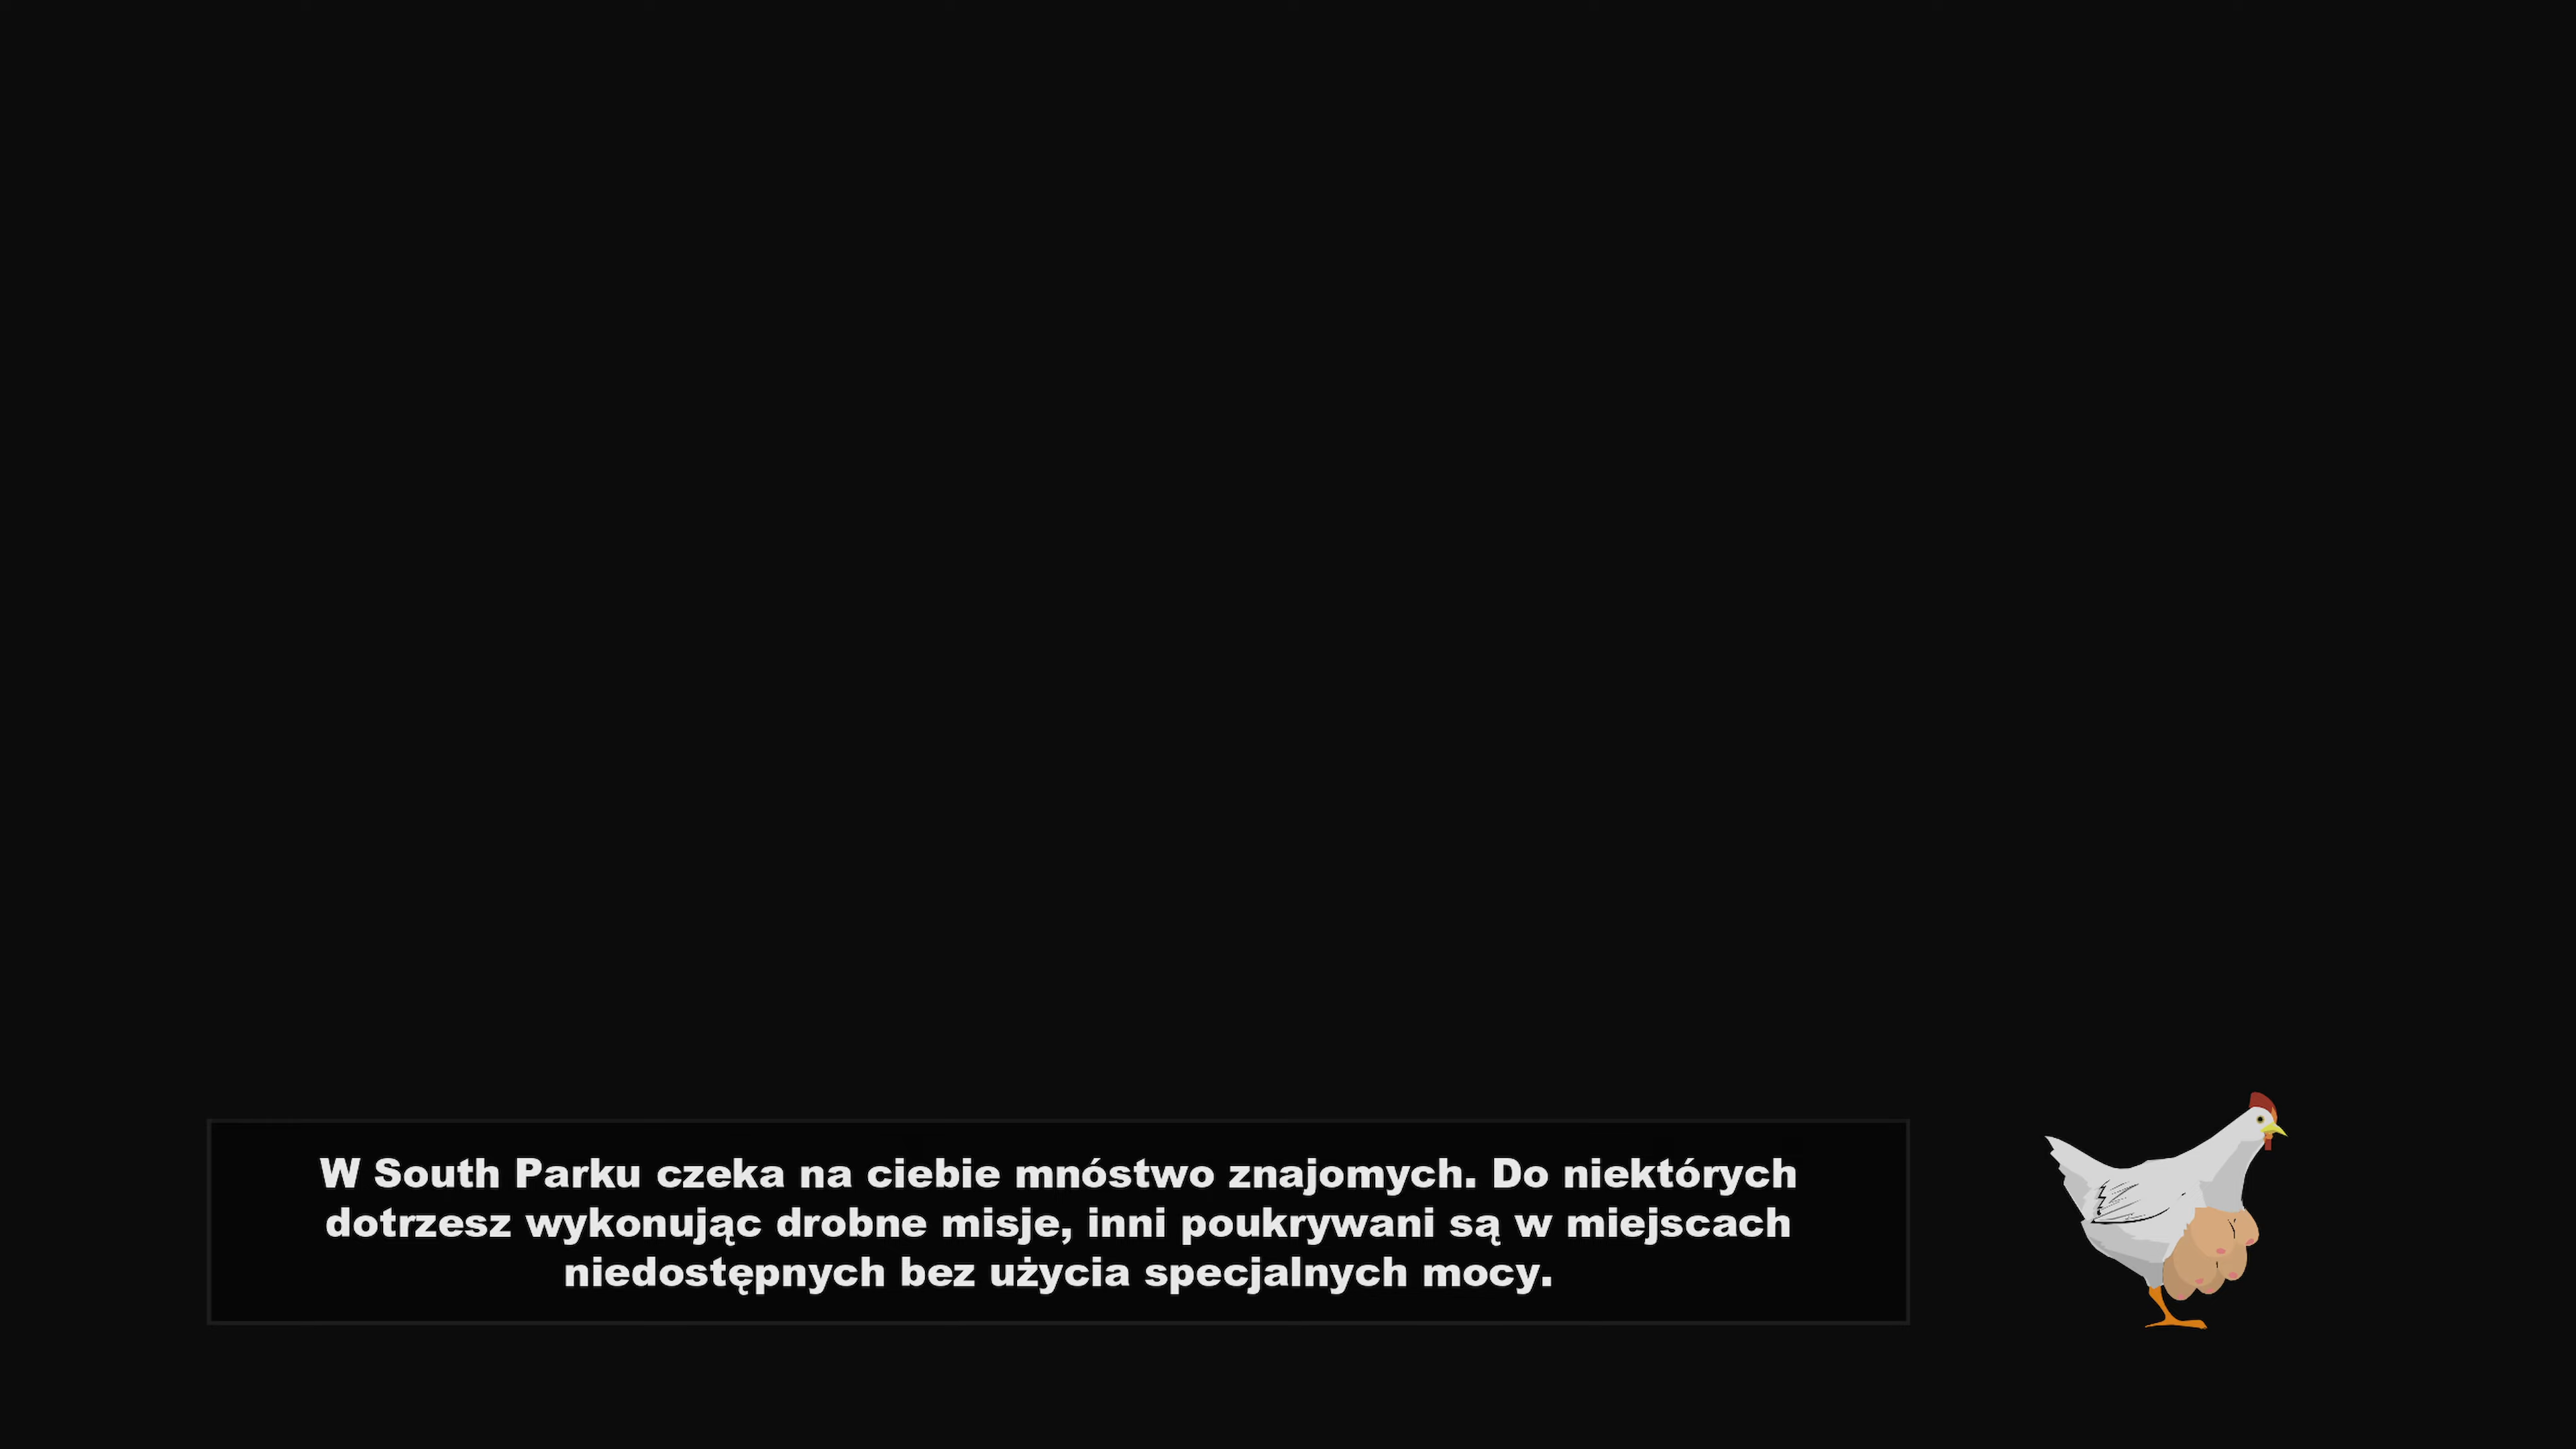 W South Parku czeka na ciebie mnóstwo znajomych. Do niektórych
dotrzesz wykonując drobne misje, inni poukrywani są w miejscach
niedostępnych bez użycia specjalnych mocy.